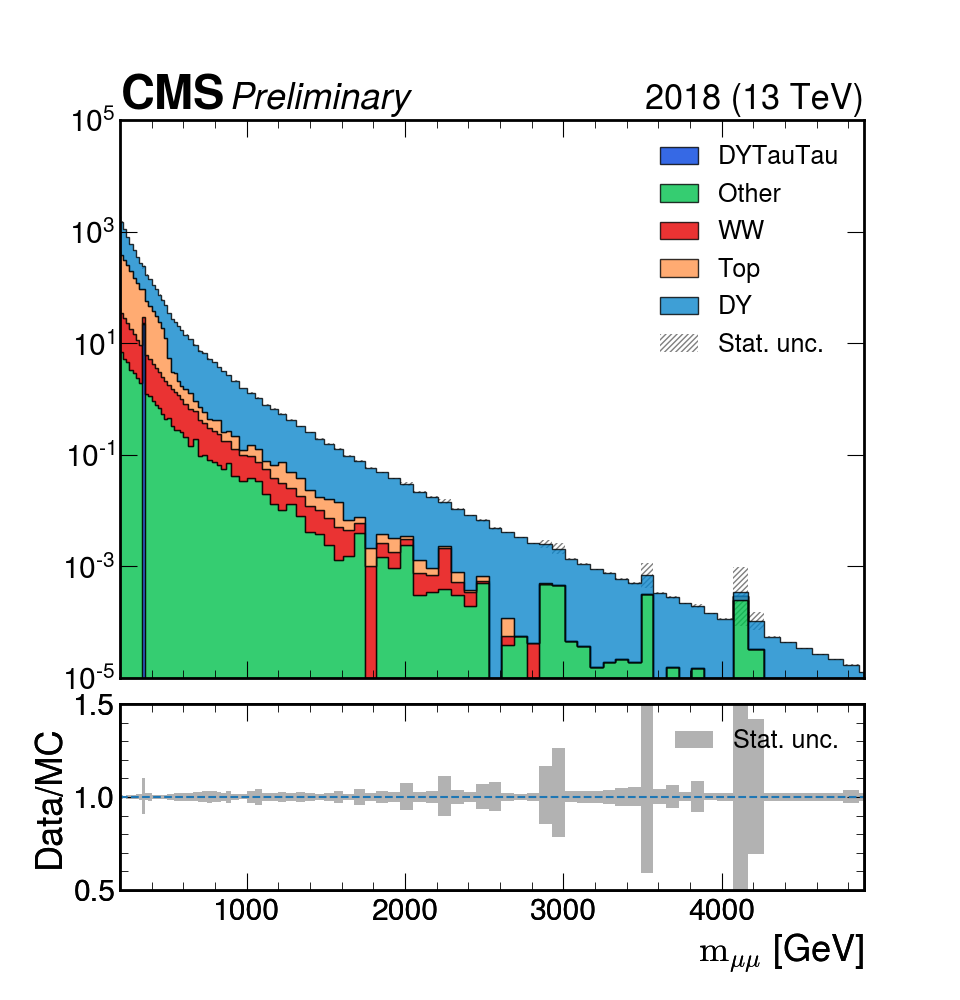 CMS Preliminary 2018 (13 TeV)
10^5
10^3
10^1
10^-1
10^-3
10^-5
DYTauTau
Other
WW
Top
DY
Stat. unc.
Data/MC
1.5
1.0
0.5
Stat. unc.
1000 2000 3000 4000
m_μμ [GeV]